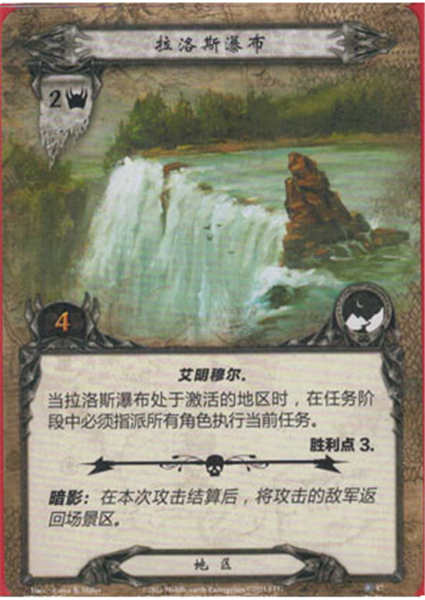 拉洛斯瀑布
2
4
艾明穆尔。
当拉洛斯瀑布处于激活的地区时，在任务阶
段中必须指派所有角色执行当前任务。
胜利点 3.
暗影：在本次攻击结算后，将攻击的敌军返
回场景区。
地区